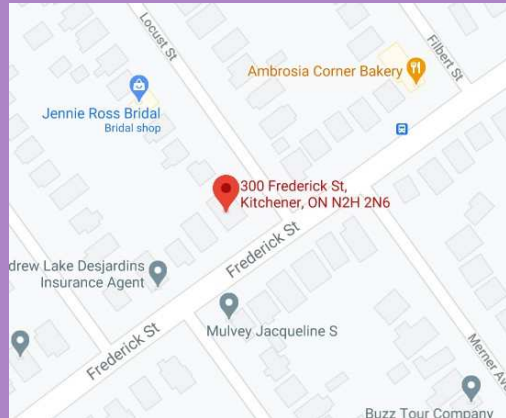 Locust St
Filbert St
Ambrosia Corner Bakery
Jennie Ross Bridal
Bridal shop
300 Frederick St,
Kitchener, ON N2H 2N6
Frederick St
drew Lake Desjardins
Insurance Agent
Mulvey Jacqueline S
Frederick St
Merner Ave
Buzz Tour Company